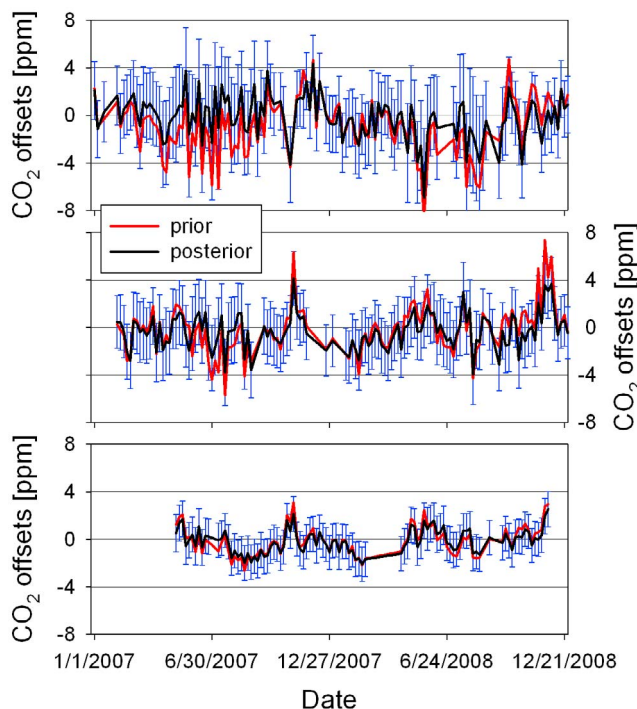 8
4
0
-4
-8
CO2 offsets [ppm]
prior
posterior
8
4
0
-4
-8
CO2 offsets [ppm]
8
4
0
-4
-8
CO2 offsets [ppm]
1/1/2007 6/30/2007 12/27/2007 6/24/2008 12/21/2008
Date